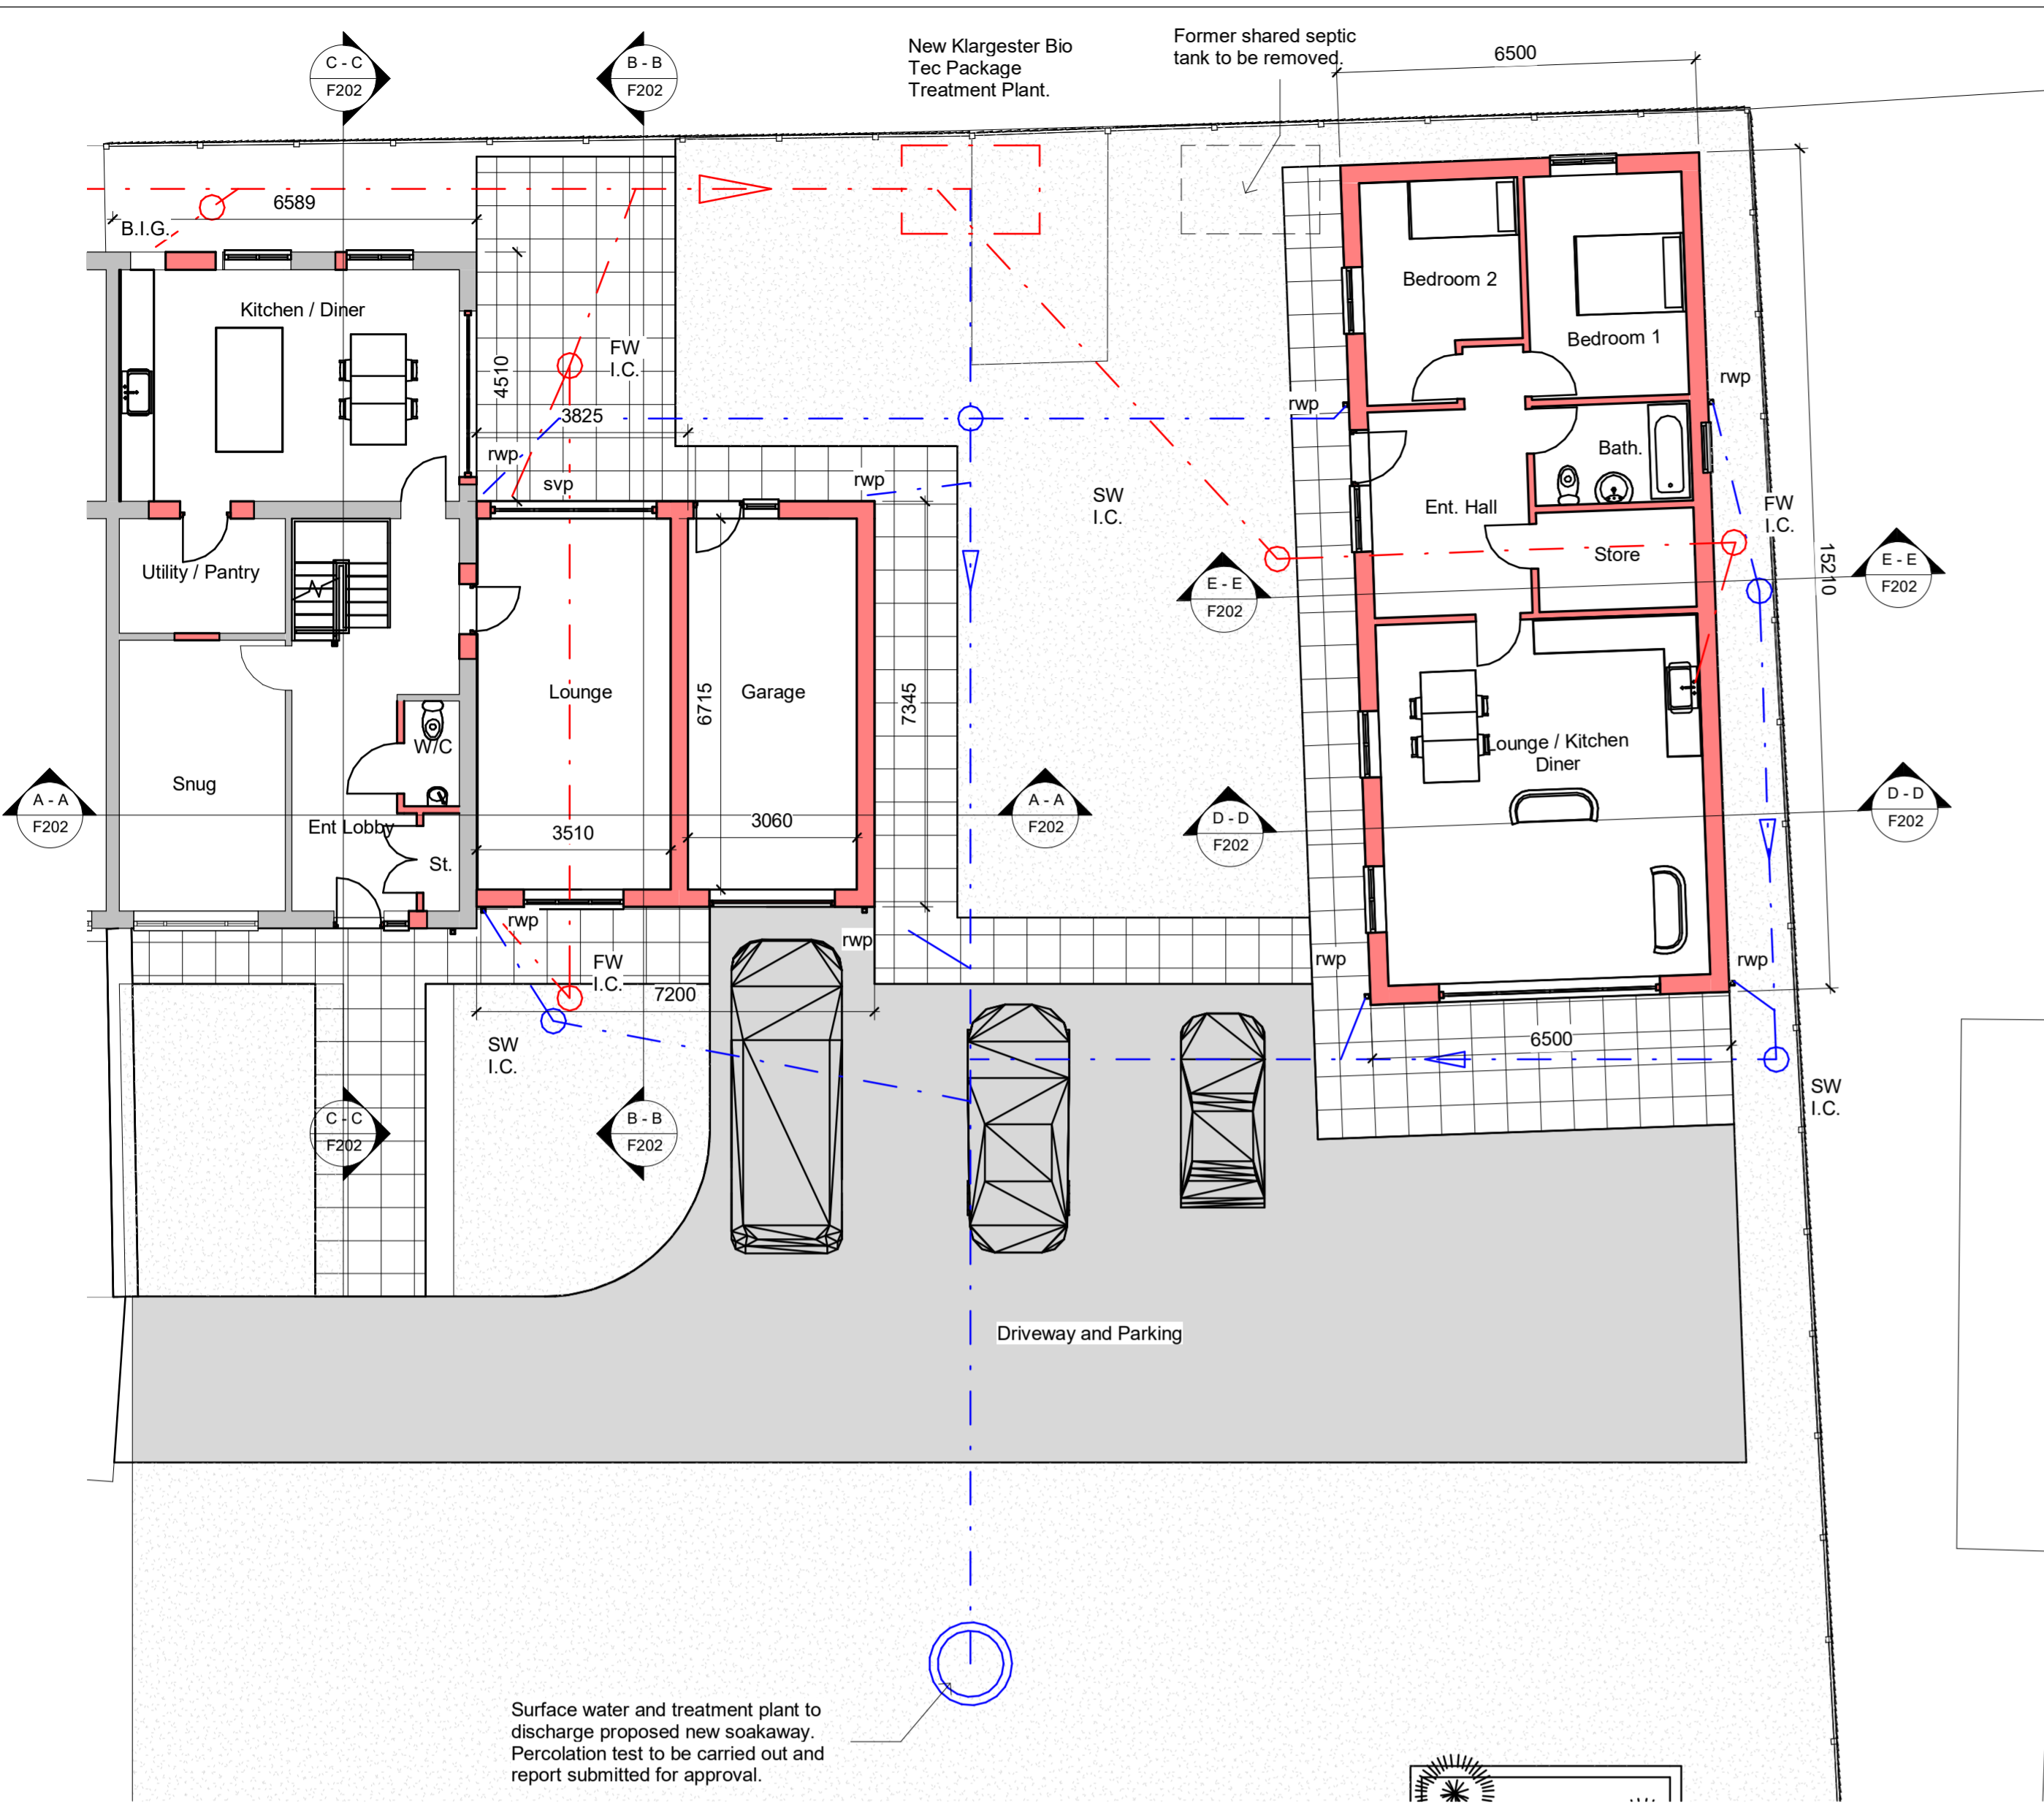 C - C
F202
B - B
F202
New Klargester Bio
Tec Package
Treatment Plant.
Former shared septic
tank to be removed.
6500
6589
B.I.G.
Kitchen / Diner
4510
FW
I.C.
3825
rwp
svp
rwp
SW
I.C.
rwp
Bedroom 2
Bedroom 1
rwp
Bath.
Ent. Hall
FW
I.C.
Store
15210
E - E
F202
E - E
F202
Utility / Pantry
Lounge
6715
Garage
7345
W/C
Snug
Lounge / Kitchen
Diner
A - A
F202
Ent Lobby
St.
3510
3060
A - A
F202
D - D
F202
D - D
F202
rwp
FW
I.C.
rwp
7200
rwp
rwp
SW
I.C.
6500
SW
I.C.
C - C
F202
B - B
F202
Driveway and Parking
Surface water and treatment plant to
discharge proposed new soakaway.
Percolation test to be carried out and
report submitted for approval.